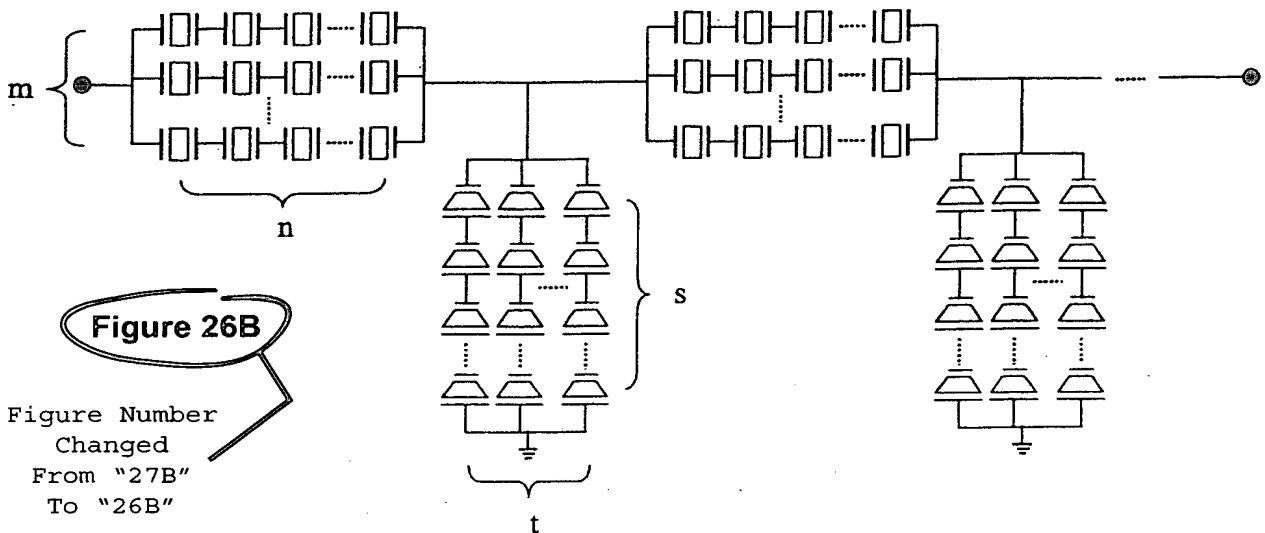 m
n
s
t
Figure 26B
Figure Number
Changed
From “27B”
To “26B”